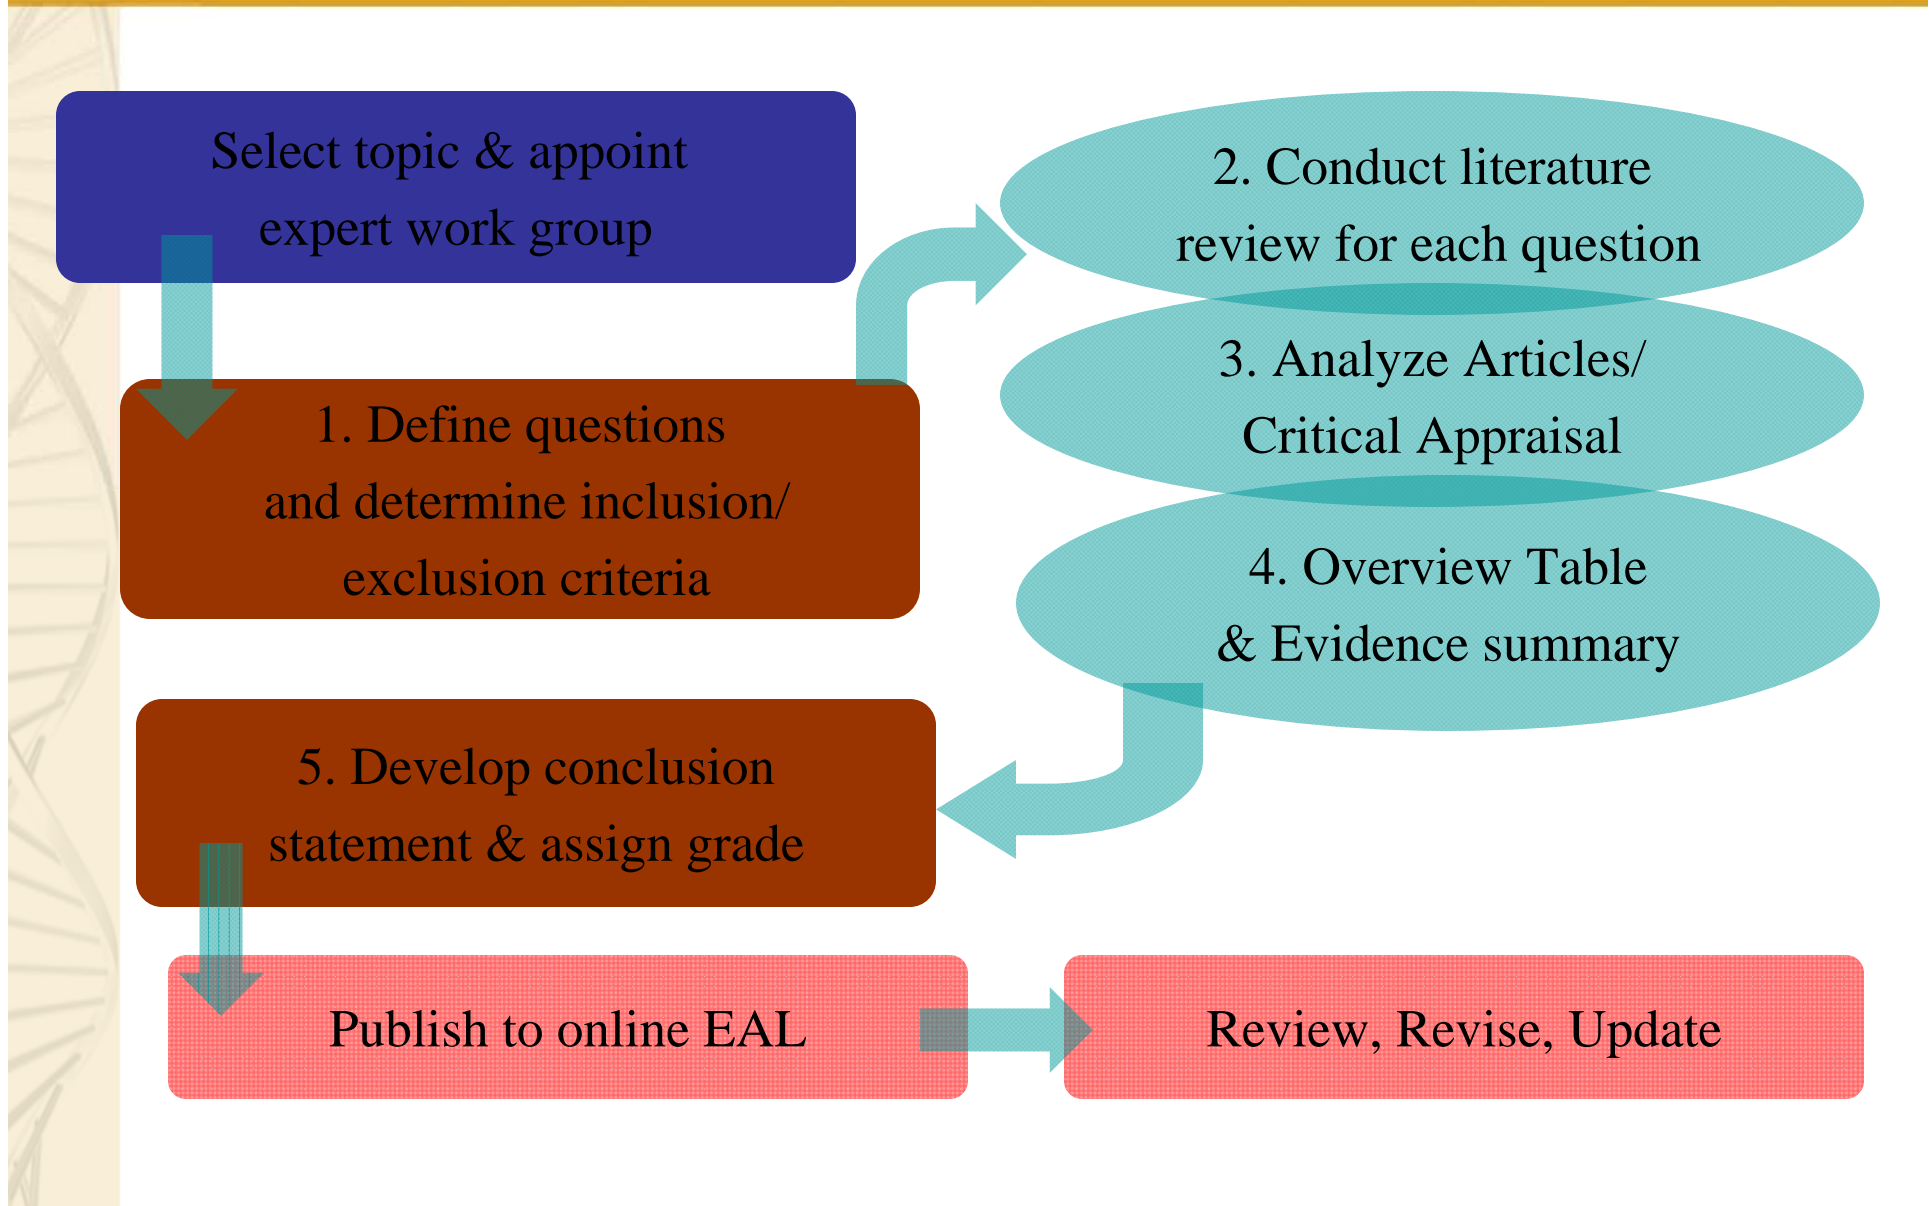 Select topic & appoint
expert work group
1. Define questions
and determine inclusion/
exclusion criteria
2. Conduct literature
review for each question
3. Analyze Articles/
Critical Appraisal
4. Overview Table
& Evidence summary
5. Develop conclusion
statement & assign grade
Publish to online EAL
Review, Revise, Update